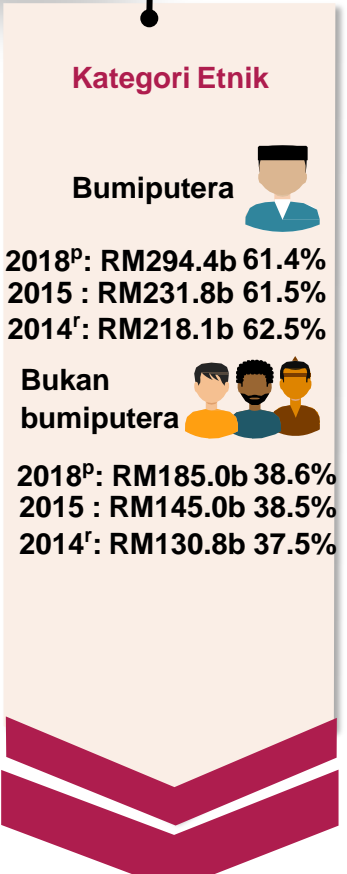 Kategori Etnik
Bumiputera
2018ᵖ: RM294.4b 61.4%
2015 : RM231.8b 61.5%
2014ʳ: RM218.1b 62.5%
Bukan
bumiputera
2018ᵖ: RM185.0b 38.6%
2015 : RM145.0b 38.5%
2014ʳ: RM130.8b 37.5%